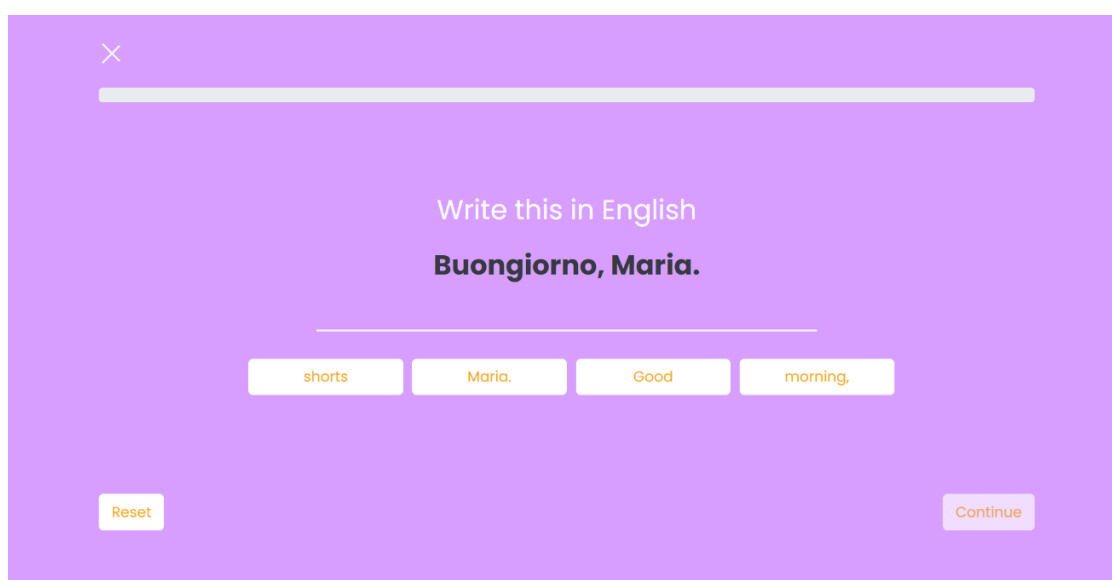 Write this in English
Buongiorno, Maria.
shorts Maria. Good morning,
Reset Continue